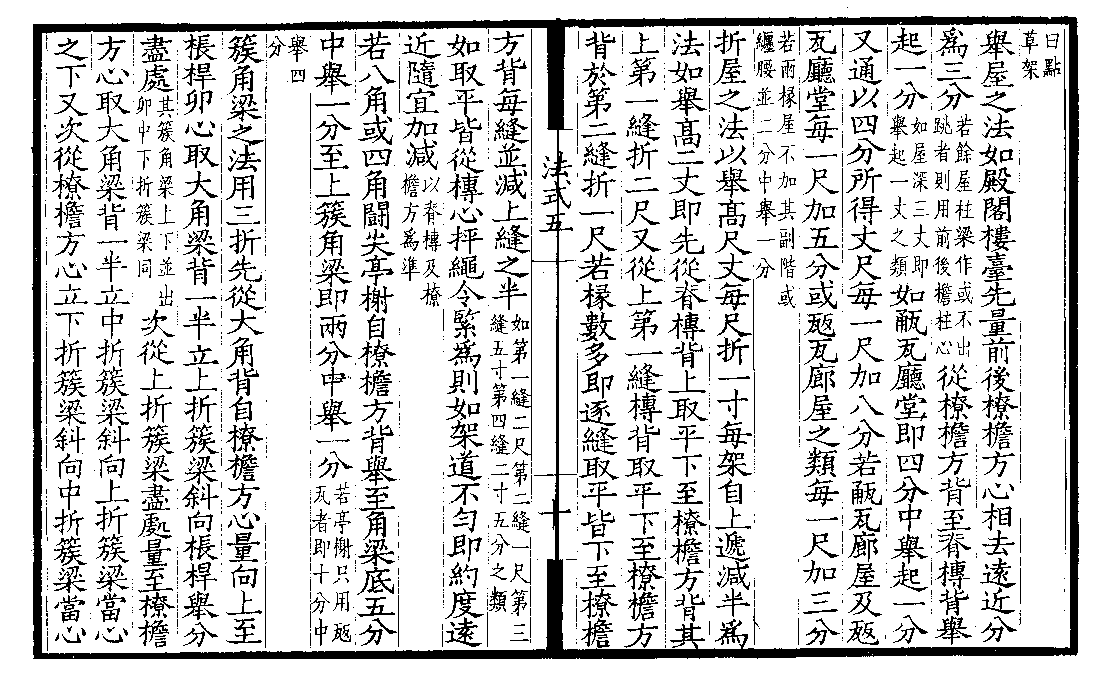 曰㸃
草架
舉屋之法如殿閣樓臺先量前後橑檐方心相去遠近分
爲三分若餘屋柱梁作或不出跳者則用前後檐柱心從橑檐方背至脊槫背舉
起一分如屋深三丈即舉起一丈之類如㼧瓦廳堂即四分中舉起一分
又通以四分所得丈尺每一尺加八分若㼧瓦廊屋及瓪
瓦廳堂每一尺加五分或瓪瓦廊屋之類每一尺加三分
若兩椽屋不加其副階或
纏腰並二分中舉一分
折屋之法以舉高尺丈每尺折一寸每架自上遞減半爲
法如舉高二丈即先從脊槫背上取平下至橑檐方背其
上第一縫折二尺又從上第一縫槫背取平下至橑檐方
背於第二縫折一尺若椽數多即逐縫取平皆下至橑檐
法式五
十
方背每縫並減上縫之半如第一縫二尺第二縫一尺第三縫五寸第四縫二寸五分之類
如取平皆從槫心抨繩令緊爲則如架道不勻即約度遠
近隨宜加減以脊槫及橑檐方爲準
若八角或四角鬬尖亭榭自橑檐方背舉至角梁底五分
中舉一分至上簇角梁即兩分中舉一分若亭榭只用瓪瓦者即十分中
舉四
分
簇角梁之法用三折先從大角背自橑檐方心量向上至
棖桿卯心取大角梁背一半立上折簇梁斜向棖桿舉分
盡處其簇角梁上下並出卯中下折簇梁同次從上折簇梁盡處量至橑檐
方心取大角梁背一半立中折簇梁斜向上折簇梁當心
之下又次從橑檐方心立下折簇梁斜向中折簇梁當心